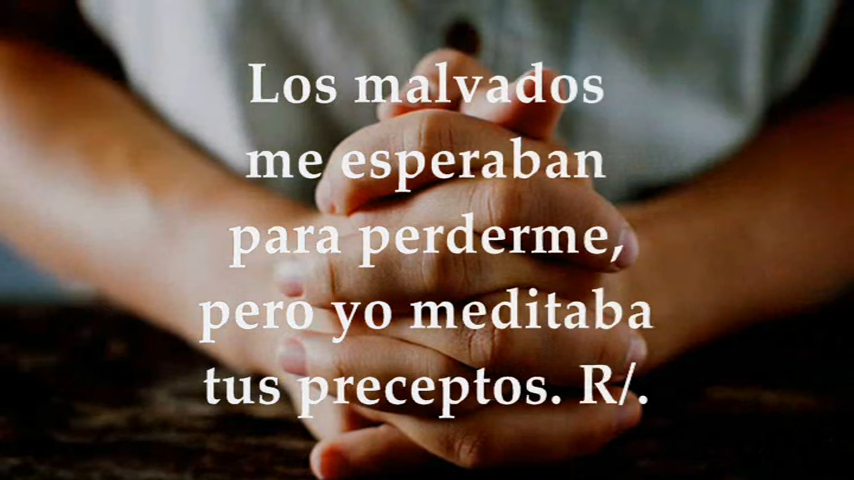 Los malvados
me esperaban
para perderme,
pero yo meditaba
tus preceptos. R/.